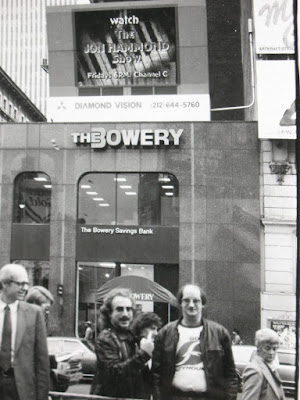 watch
The
JON HAMMOND
Show
Fridays 8PM/Channel C
DIAMOND VISION (212-644-5760
THE BOWERY
The Bowery Savings Bank
BOWERY